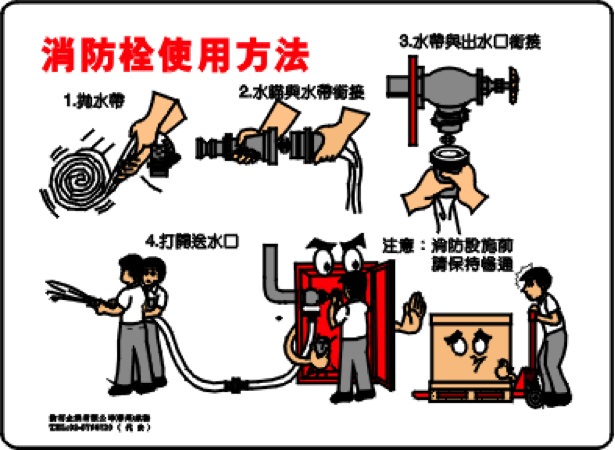 消防栓使用方法
1.拋水帶
2.水瞄與水帶銜接
3.水帶與出水口銜接
4.打開送水口
注意：消防設施前
請保持暢通